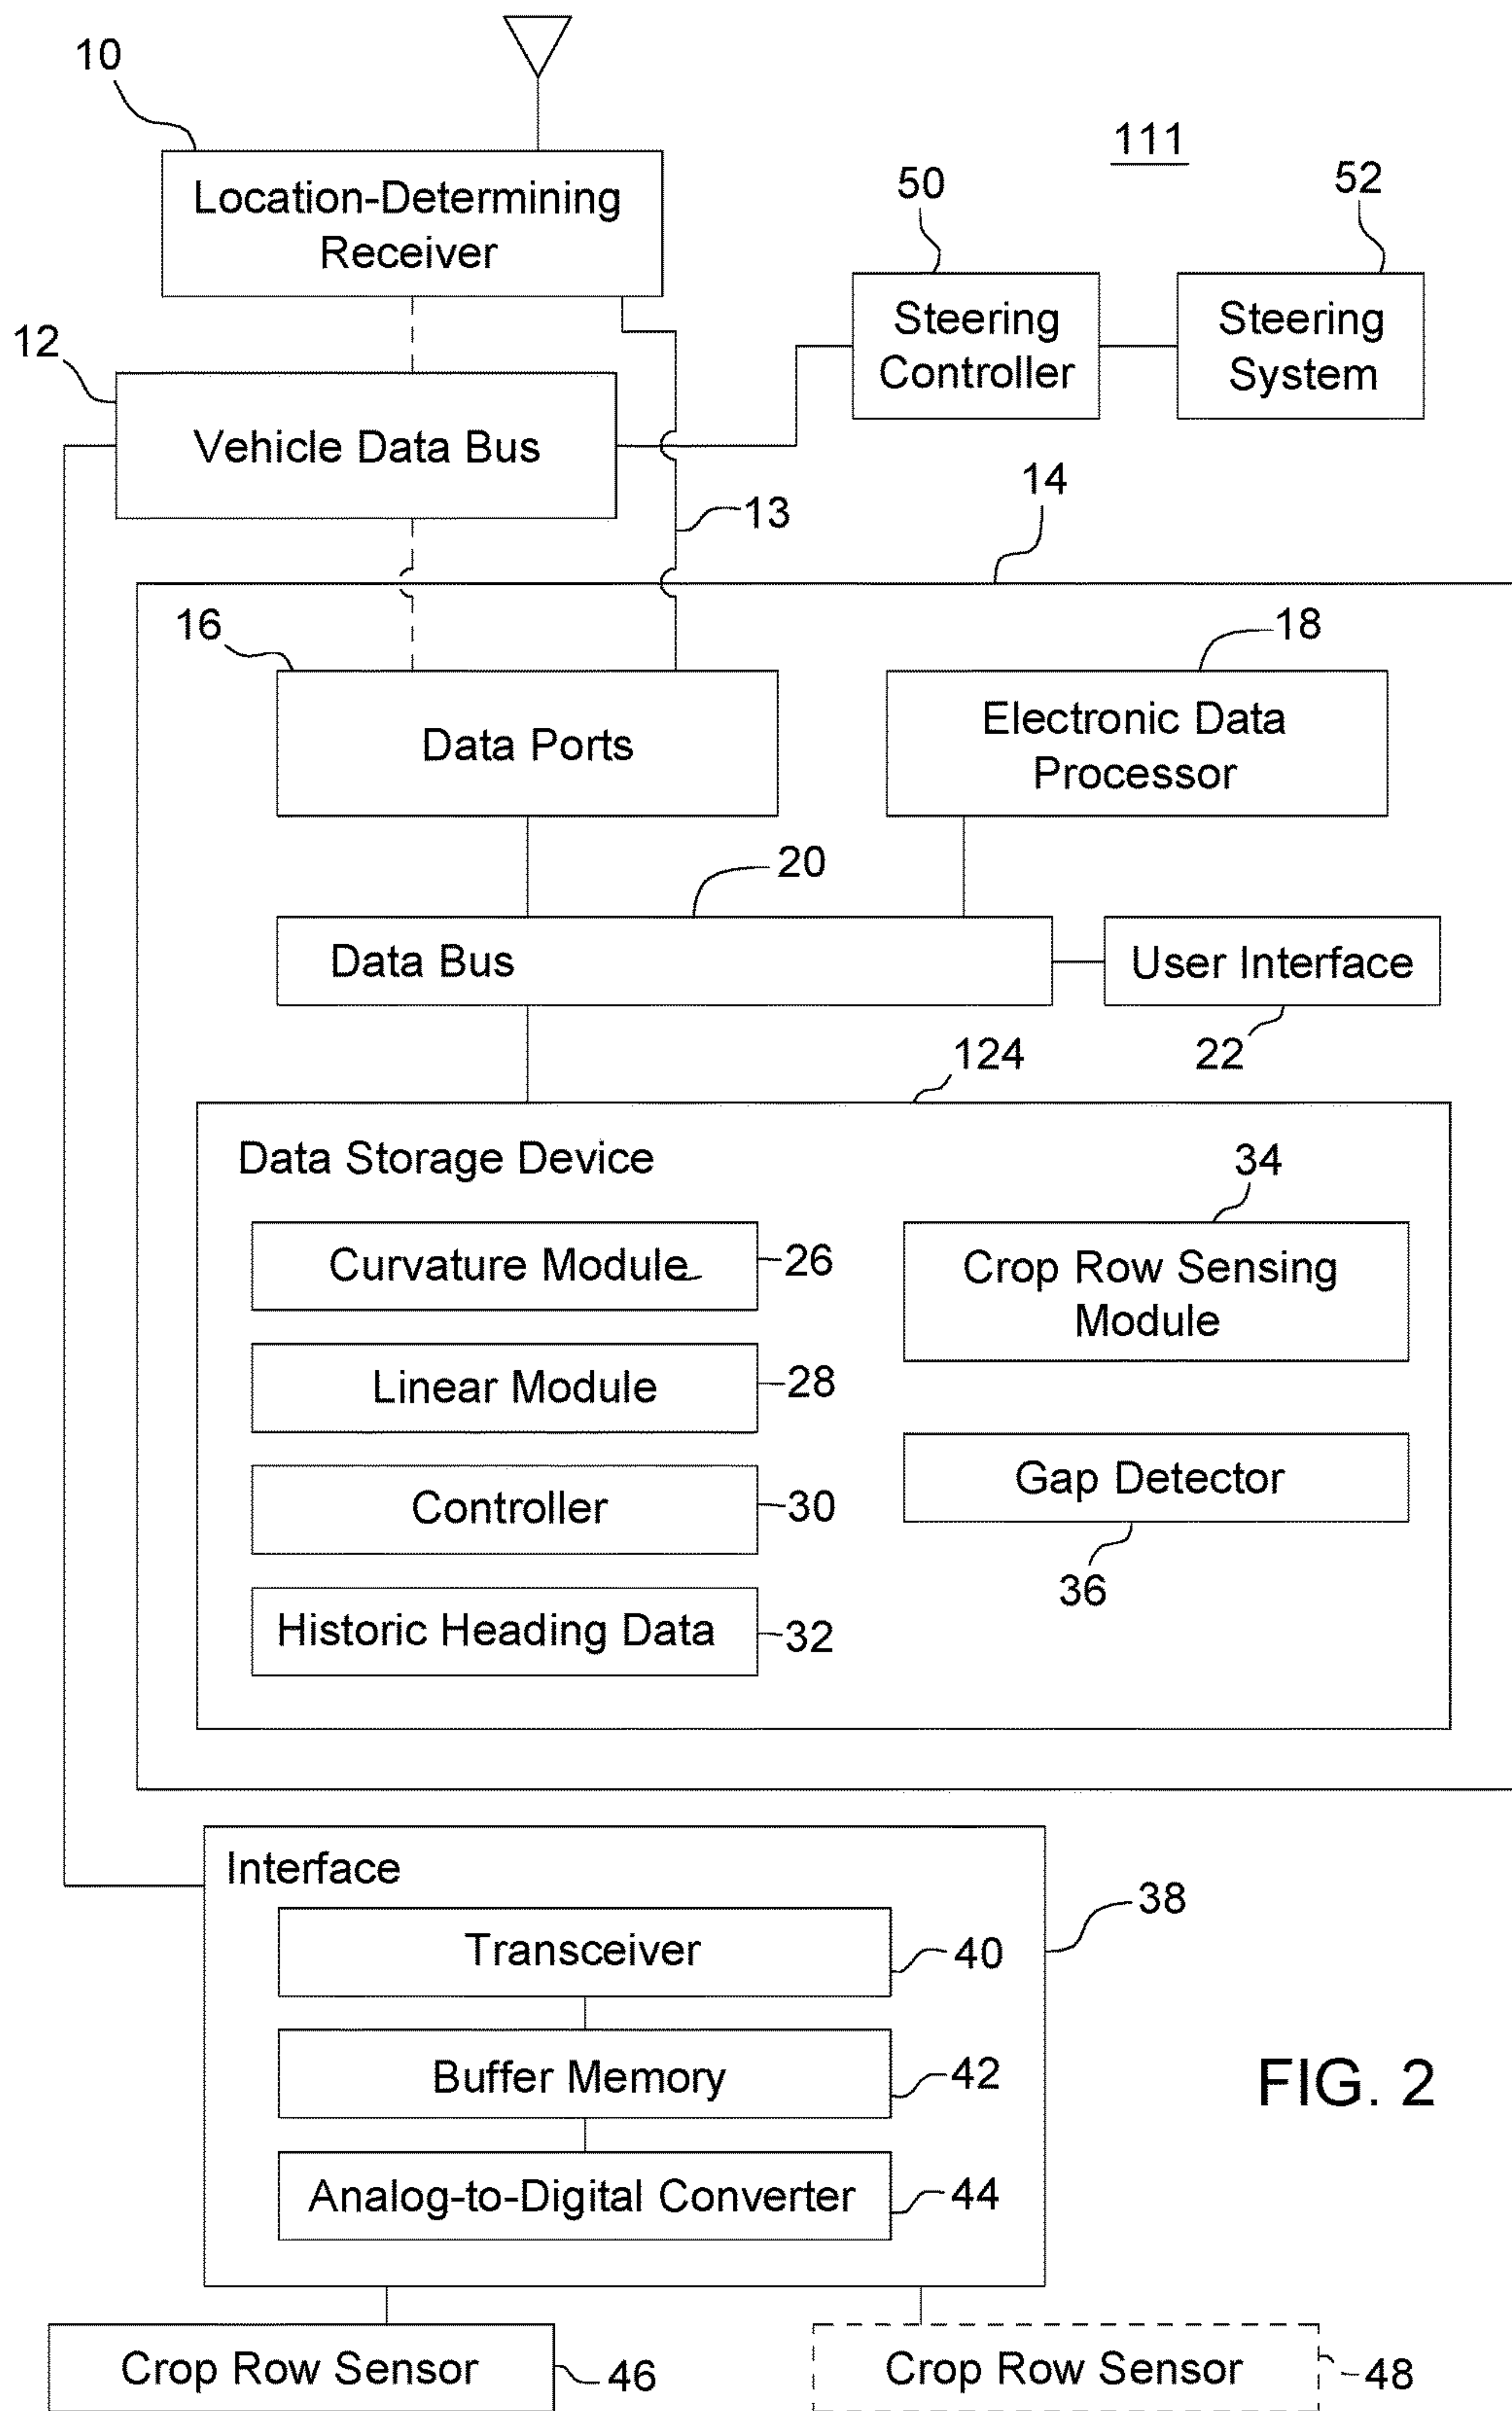 10
111
Location-Determining
Receiver
50
52
Steering
Controller
Steering
System
12
Vehicle Data Bus
14
13
16
18
Data Ports
Electronic Data
Processor
20
Data Bus
User Interface
22
124
Data Storage Device
34
Curvature Module
26
Crop Row Sensing
Module
Linear Module
28
Controller
30
Gap Detector
36
Historic Heading Data
32
Interface
38
Transceiver
40
Buffer Memory
42
FIG. 2
Analog-to-Digital Converter
44
Crop Row Sensor
46
Crop Row Sensor
48